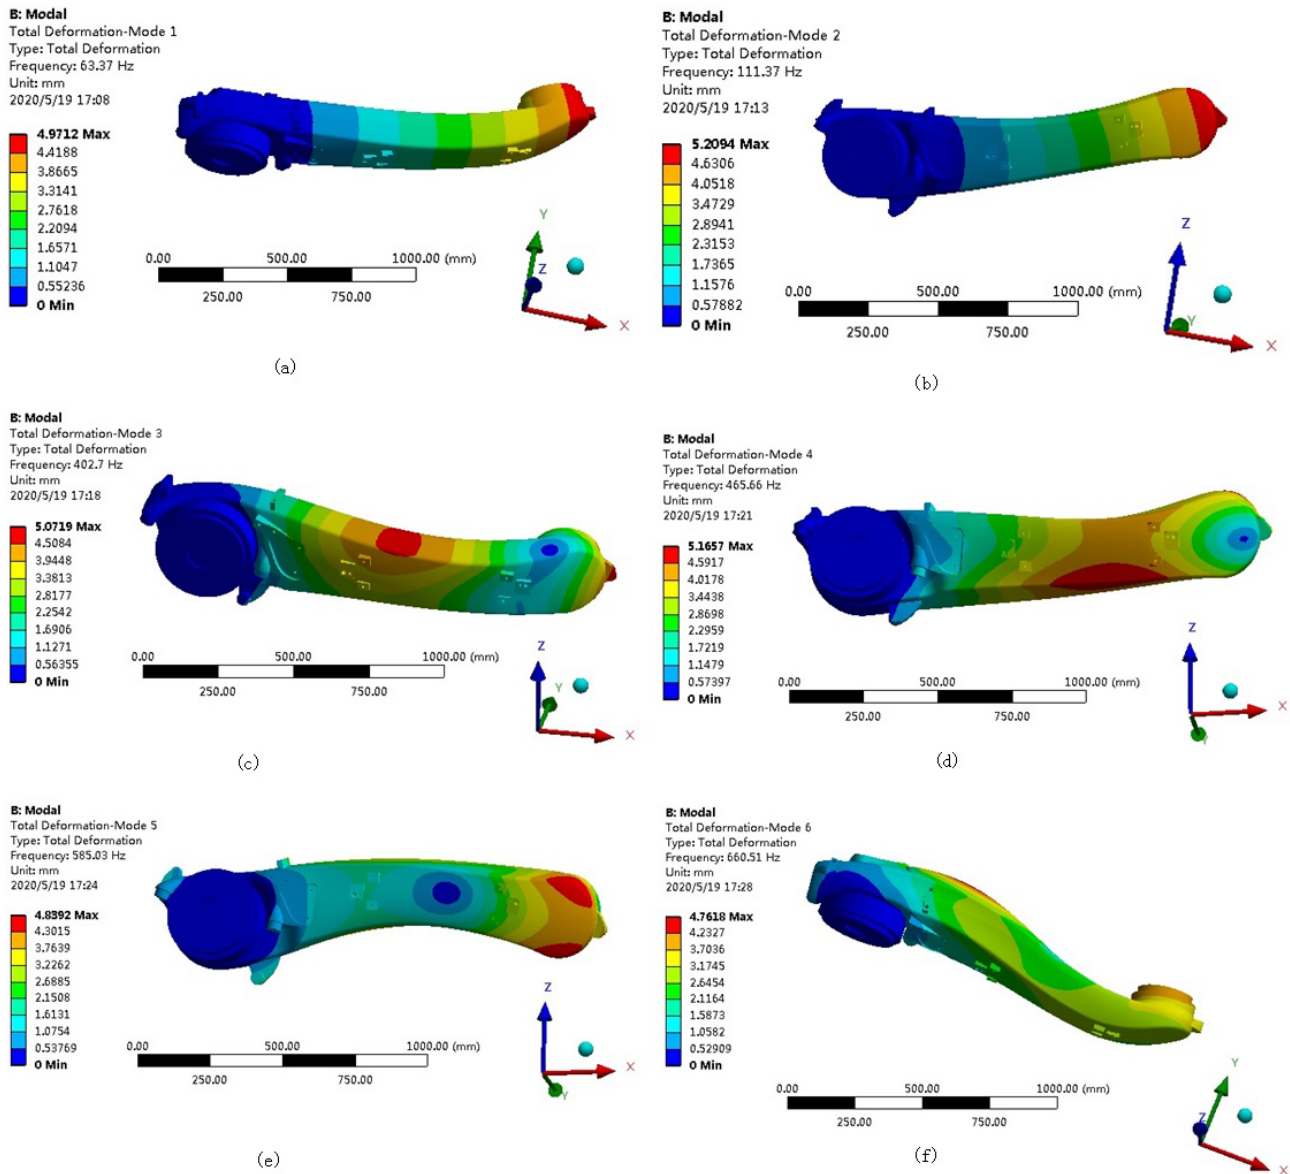 B: Modal
Total Deformation-Mode 1
Type: Total Deformation
Frequency: 63.37 Hz
Unit: mm
2020/5/19 17:08
4.9712 Max
4.4188
3.8665
3.3141
2.7618
2.2094
1.6571
1.1047
0.55236
0 Min
0.00 500.00 1000.00 (mm)
250.00 750.00
Y
Z
X
(a)
B: Modal
Total Deformation-Mode 2
Type: Total Deformation
Frequency: 111.37 Hz
Unit: mm
2020/5/19 17:13
5.2094 Max
4.6306
4.0518
3.4729
2.8941
2.3153
1.7365
1.1576
0.57882
0 Min
0.00 500.00 1000.00 (mm)
250.00 750.00
Z
Y
X
(b)
B: Modal
Total Deformation-Mode 3
Type: Total Deformation
Frequency: 402.7 Hz
Unit: mm
2020/5/19 17:18
5.0719 Max
4.5084
3.9448
3.3813
2.8177
2.2542
1.6906
1.1271
0.56355
0 Min
0.00 500.00 1000.00 (mm)
250.00 750.00
Z
Y
X
(c)
B: Modal
Total Deformation-Mode 4
Type: Total Deformation
Frequency: 465.66 Hz
Unit: mm
2020/5/19 17:21
5.1657 Max
4.5917
4.0178
3.4438
2.8698
2.2959
1.7219
1.1479
0.57397
0 Min
0.00 500.00 1000.00 (mm)
250.00 750.00
Z
X
Y
(d)
B: Modal
Total Deformation-Mode 5
Type: Total Deformation
Frequency: 585.03 Hz
Unit: mm
2020/5/19 17:24
4.8392 Max
4.3015
3.7639
3.2262
2.6885
2.1508
1.6131
1.0754
0.53769
0 Min
0.00 500.00 1000.00 (mm)
250.00 750.00
Z
X
Y
(e)
B: Modal
Total Deformation-Mode 6
Type: Total Deformation
Frequency: 660.51 Hz
Unit: mm
2020/5/19 17:28
4.7618 Max
4.2327
3.7036
3.1745
2.6454
2.1164
1.5873
1.0582
0.52909
0 Min
0.00 500.00 1000.00 (mm)
250.00 750.00
Y
Z
X
(f)